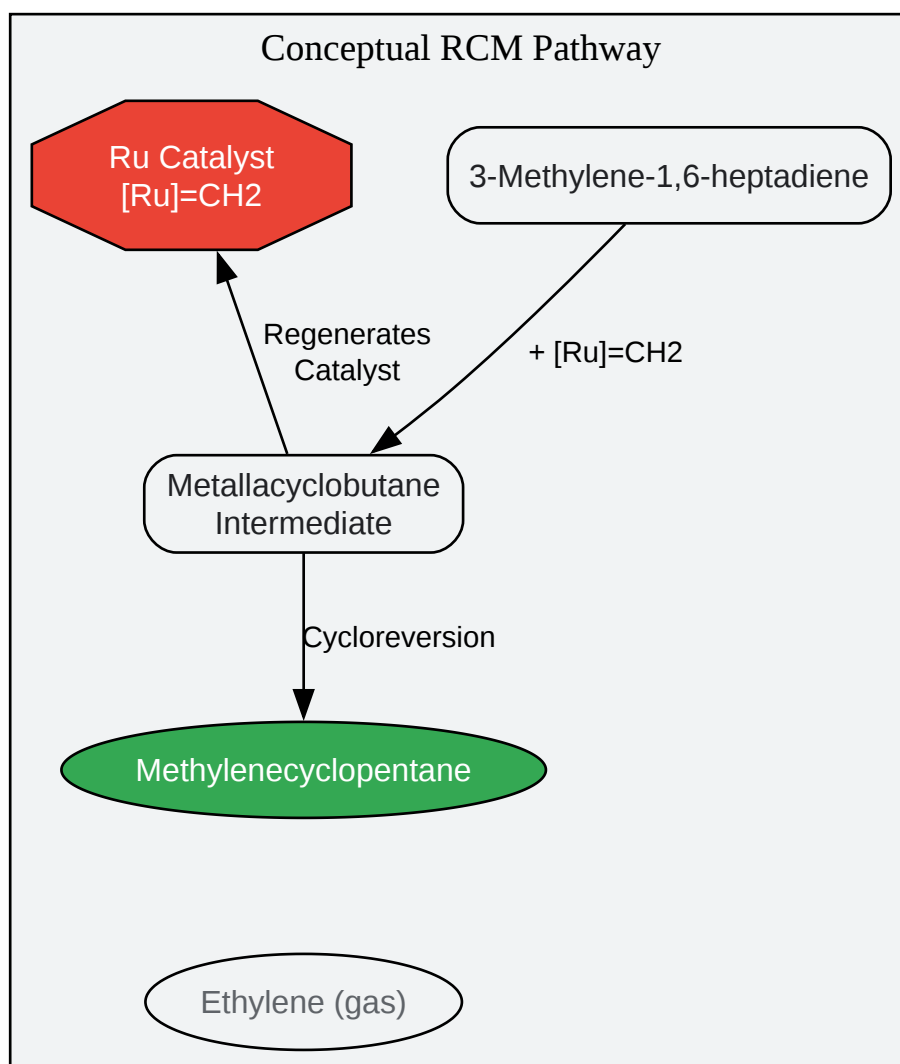 Conceptual RCM Pathway
Ru Catalyst
[Ru]=CH2
3-Methylene-1,6-heptadiene
Regenerates
Catalyst
+ [Ru]=CH2
Metallacyclobutane
Intermediate
Cycloreversion
Methylenecyclopentane
Ethylene (gas)